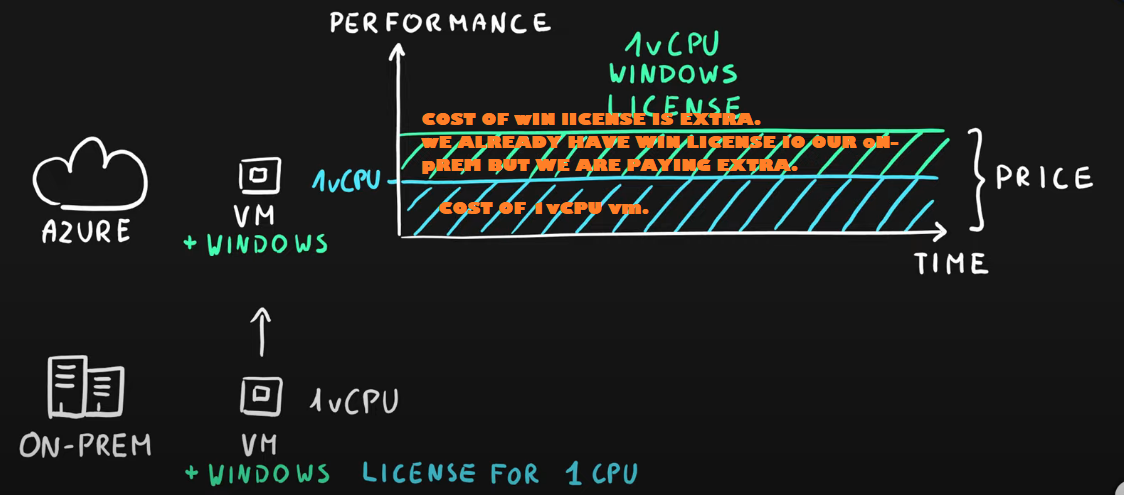 PERFORMANCE
1vCPU
WINDOWS
LICENSE
COST OF WIN lICENSE IS EXTRA.
WE ALREADY HAVE WIN LICENSE IO OUR ON-
PREM BUT WE ARE PAYING EXTRA.
1vCPU
COST OF 1vCPU vm.
PRICE
TIME
AZURE
VM
+ WINDOWS
ON-PREM
1vCPU
VM
+ WINDOWS LICENSE FOR 1 CPU